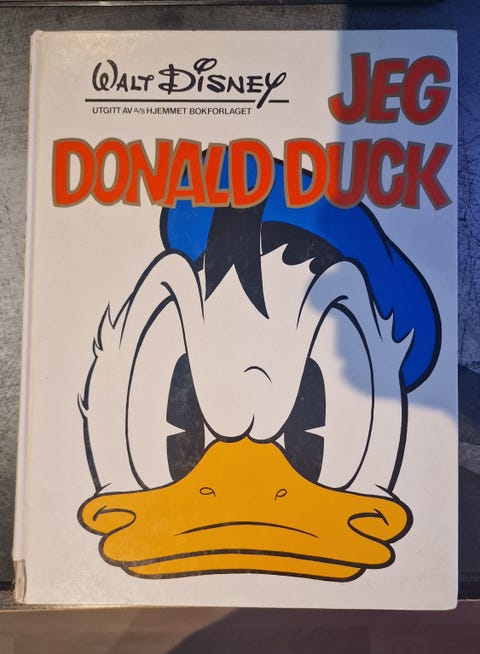 WALT DISNEY
UTGITT AV A/S HJEMMET BOKFORLAGET
JEG
DONALD DUCK